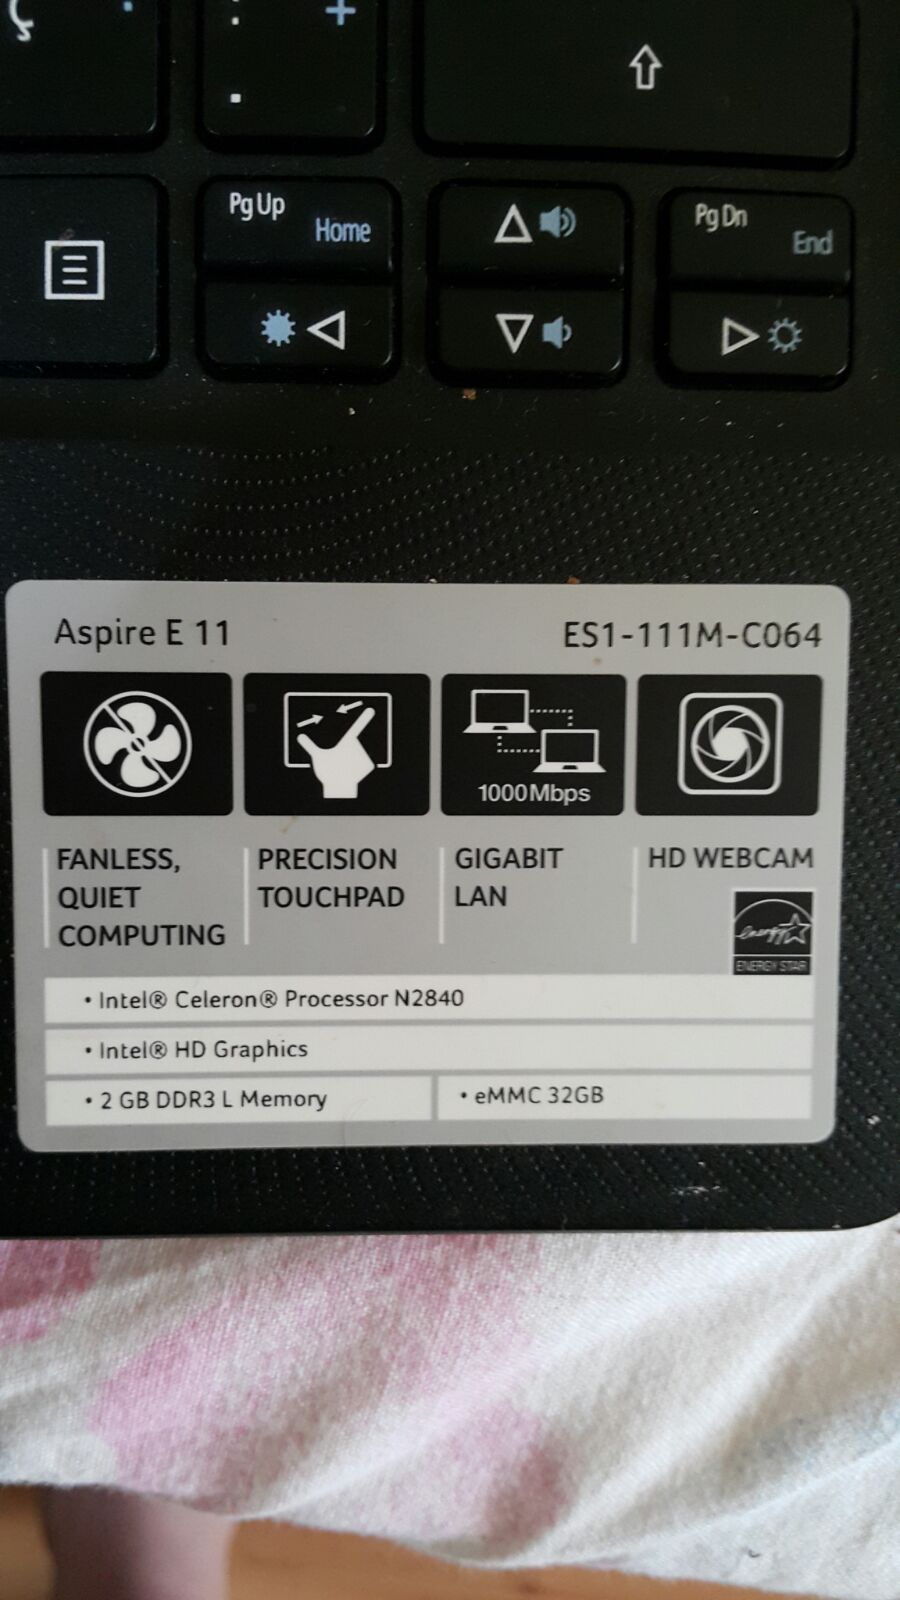 Ç
:
.
+
Pg Up
Home
Pg Dn
End
Aspire E 11
ES1-111M-C064
1000Mbps
FANLESS,
QUIET
COMPUTING
PRECISION
TOUCHPAD
GIGABIT
LAN
HD WEBCAM
energy
ENERGY STAR
• Intel® Celeron® Processor N2840
• Intel® HD Graphics
• 2 GB DDR3 L Memory
• eMMC 32GB